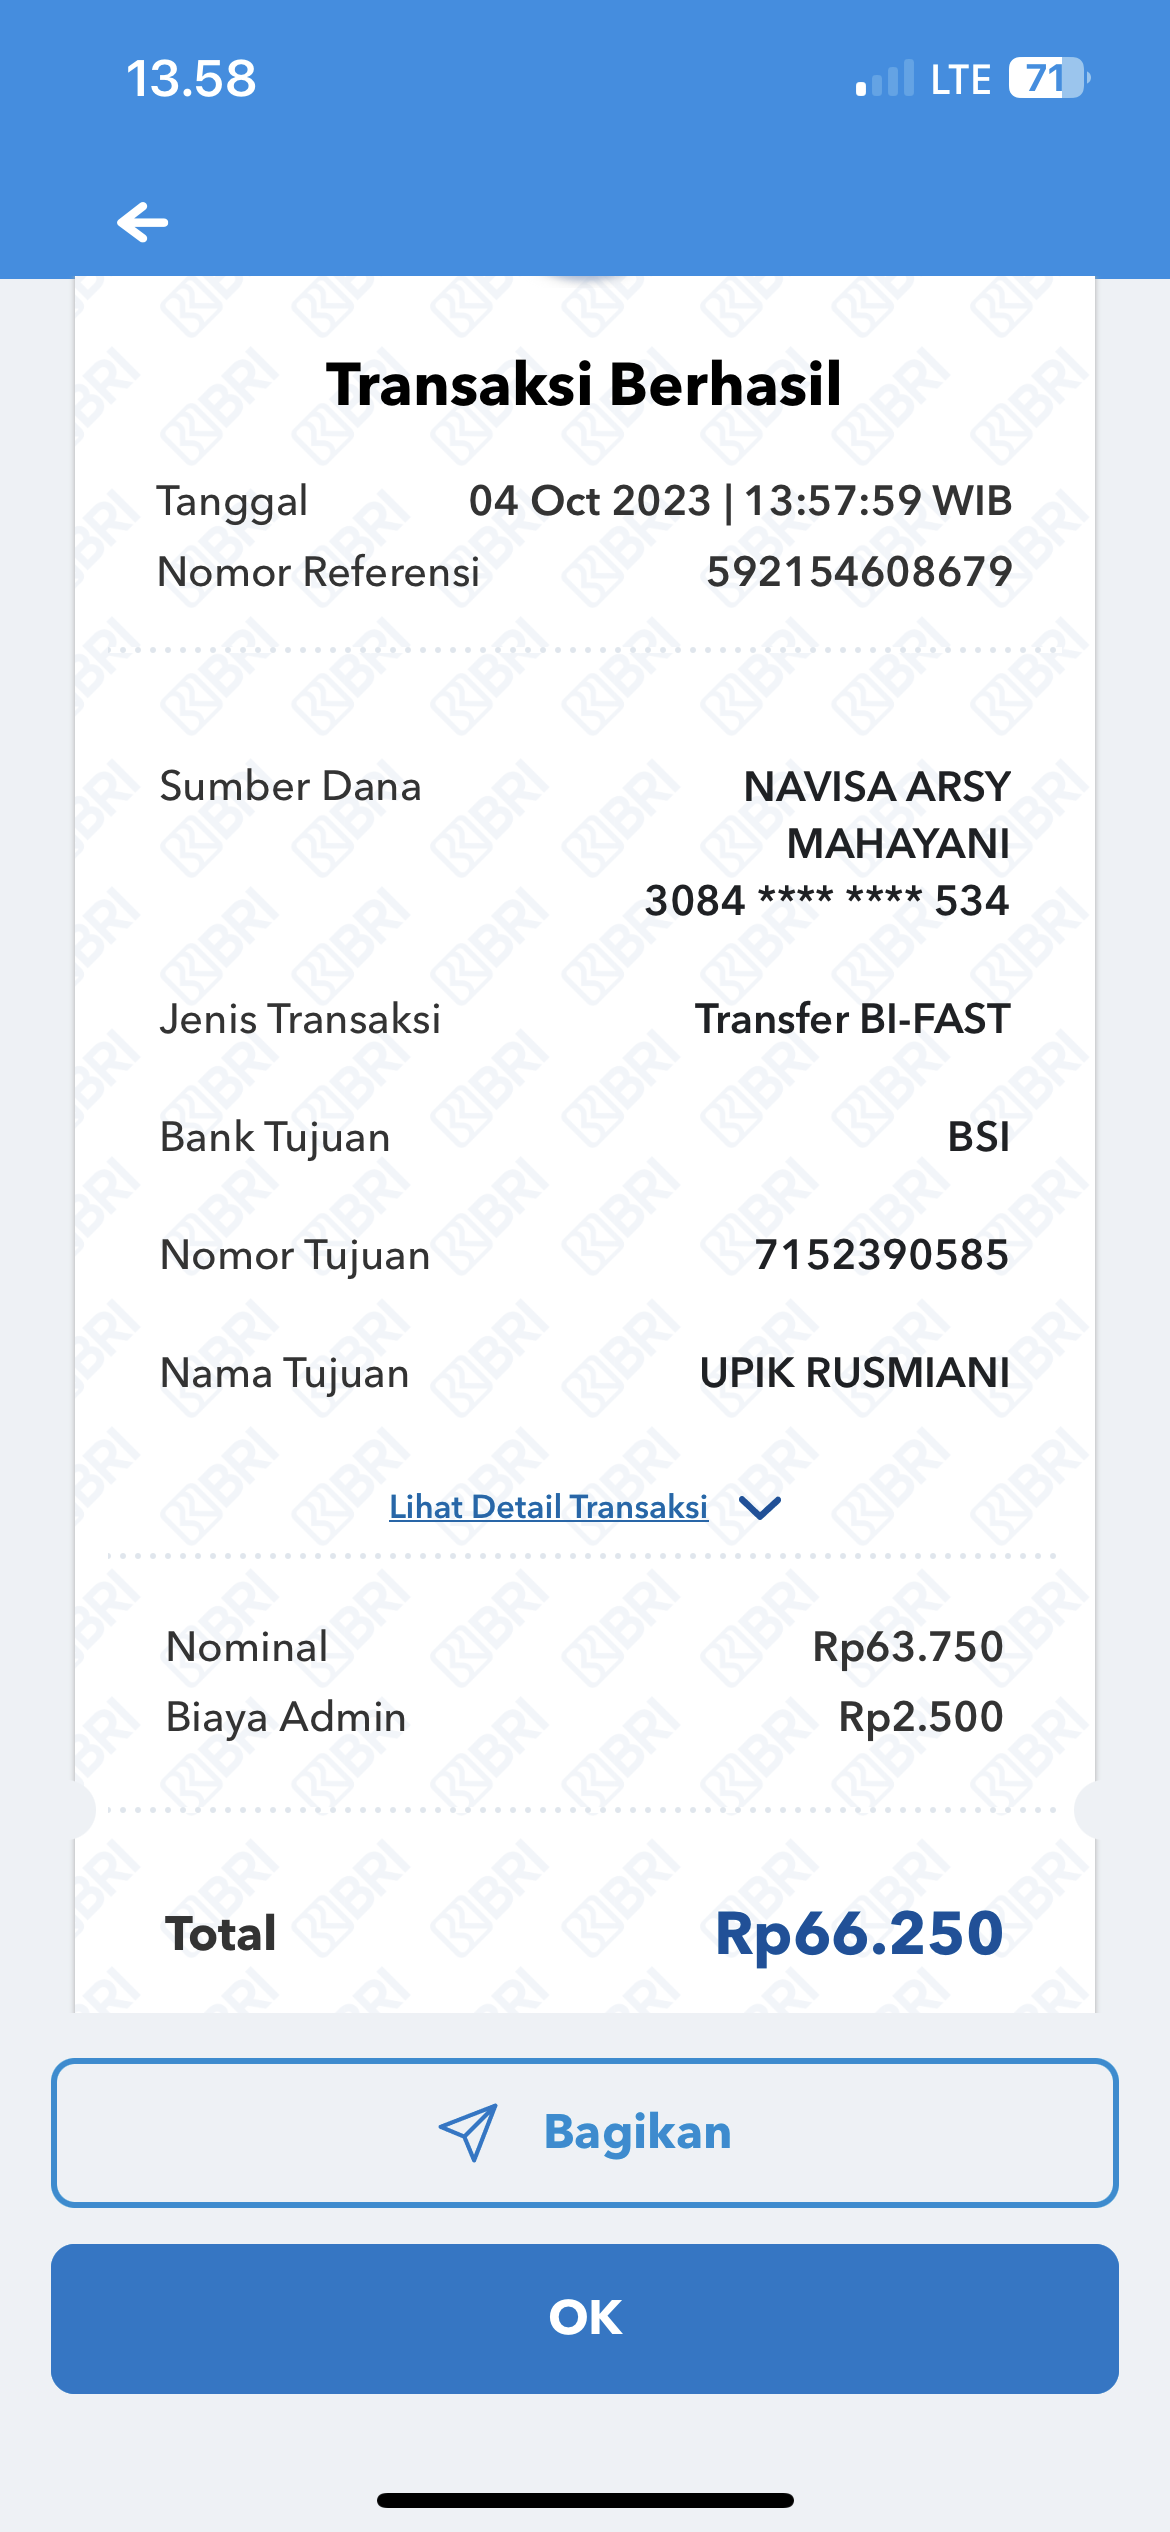 13.58 LTE 71
Transaksi Berhasil
Tanggal 04 Oct 2023 | 13:57:59 WIB
Nomor Referensi 592154608679
Sumber Dana NAVISA ARSY
MAHAYANI
3084 **** **** 534
Jenis Transaksi Transfer BI-FAST
Bank Tujuan BSI
Nomor Tujuan 7152390585
Nama Tujuan UPIK RUSMIANI
Lihat Detail Transaksi
Nominal Rp63.750
Biaya Admin Rp2.500
Total Rp66.250
Bagikan
OK